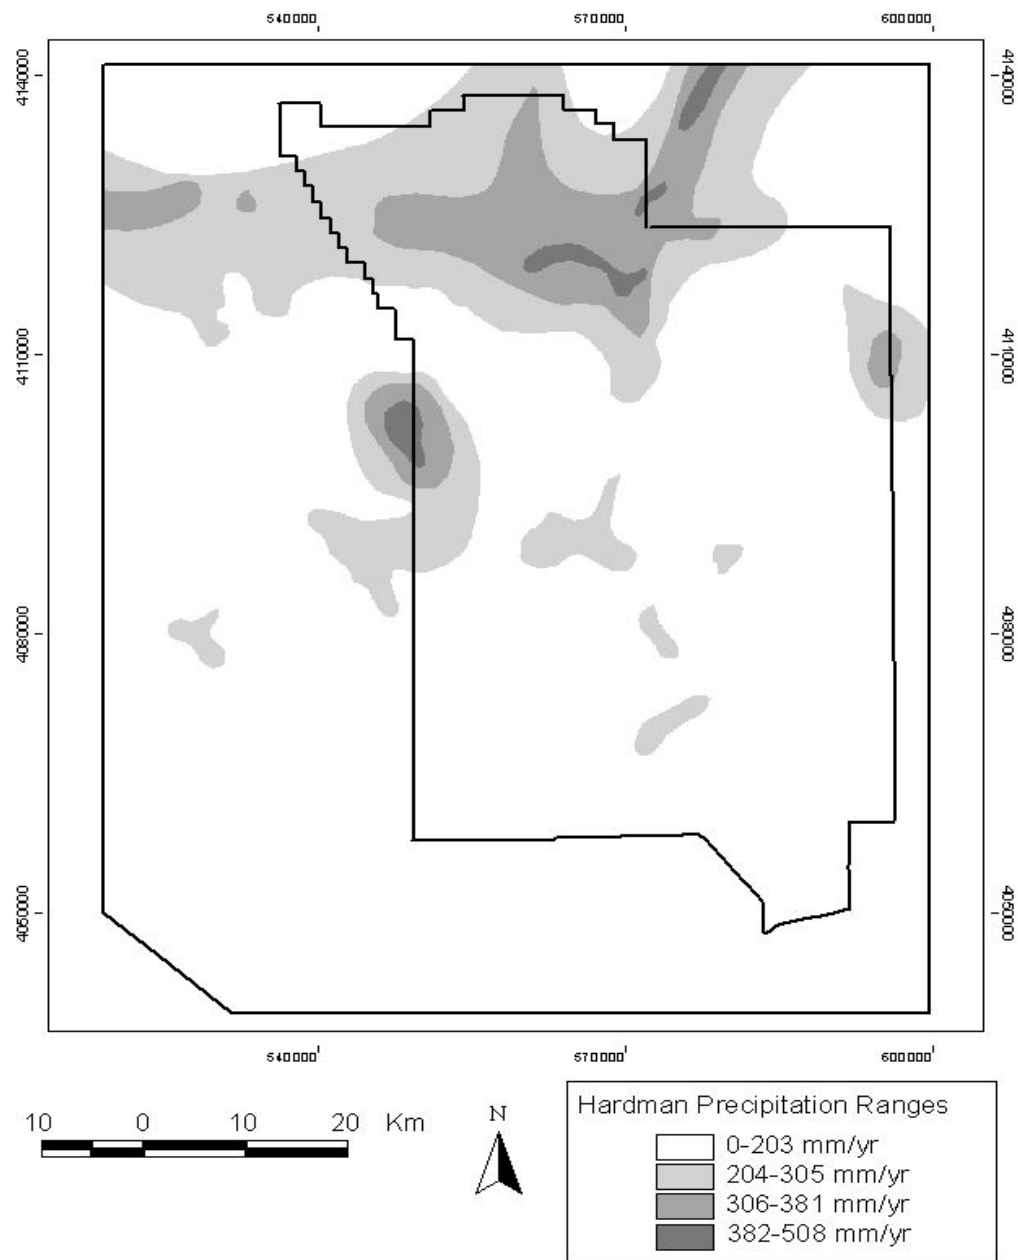 540000 570000 600000
4140000 4140000
4110000 4110000
4080000 4080000
4050000 4050000
540000 570000 600000
10 0 10 20 Km
N
Hardman Precipitation Ranges
0-203 mm/yr
204-305 mm/yr
306-381 mm/yr
382-508 mm/yr